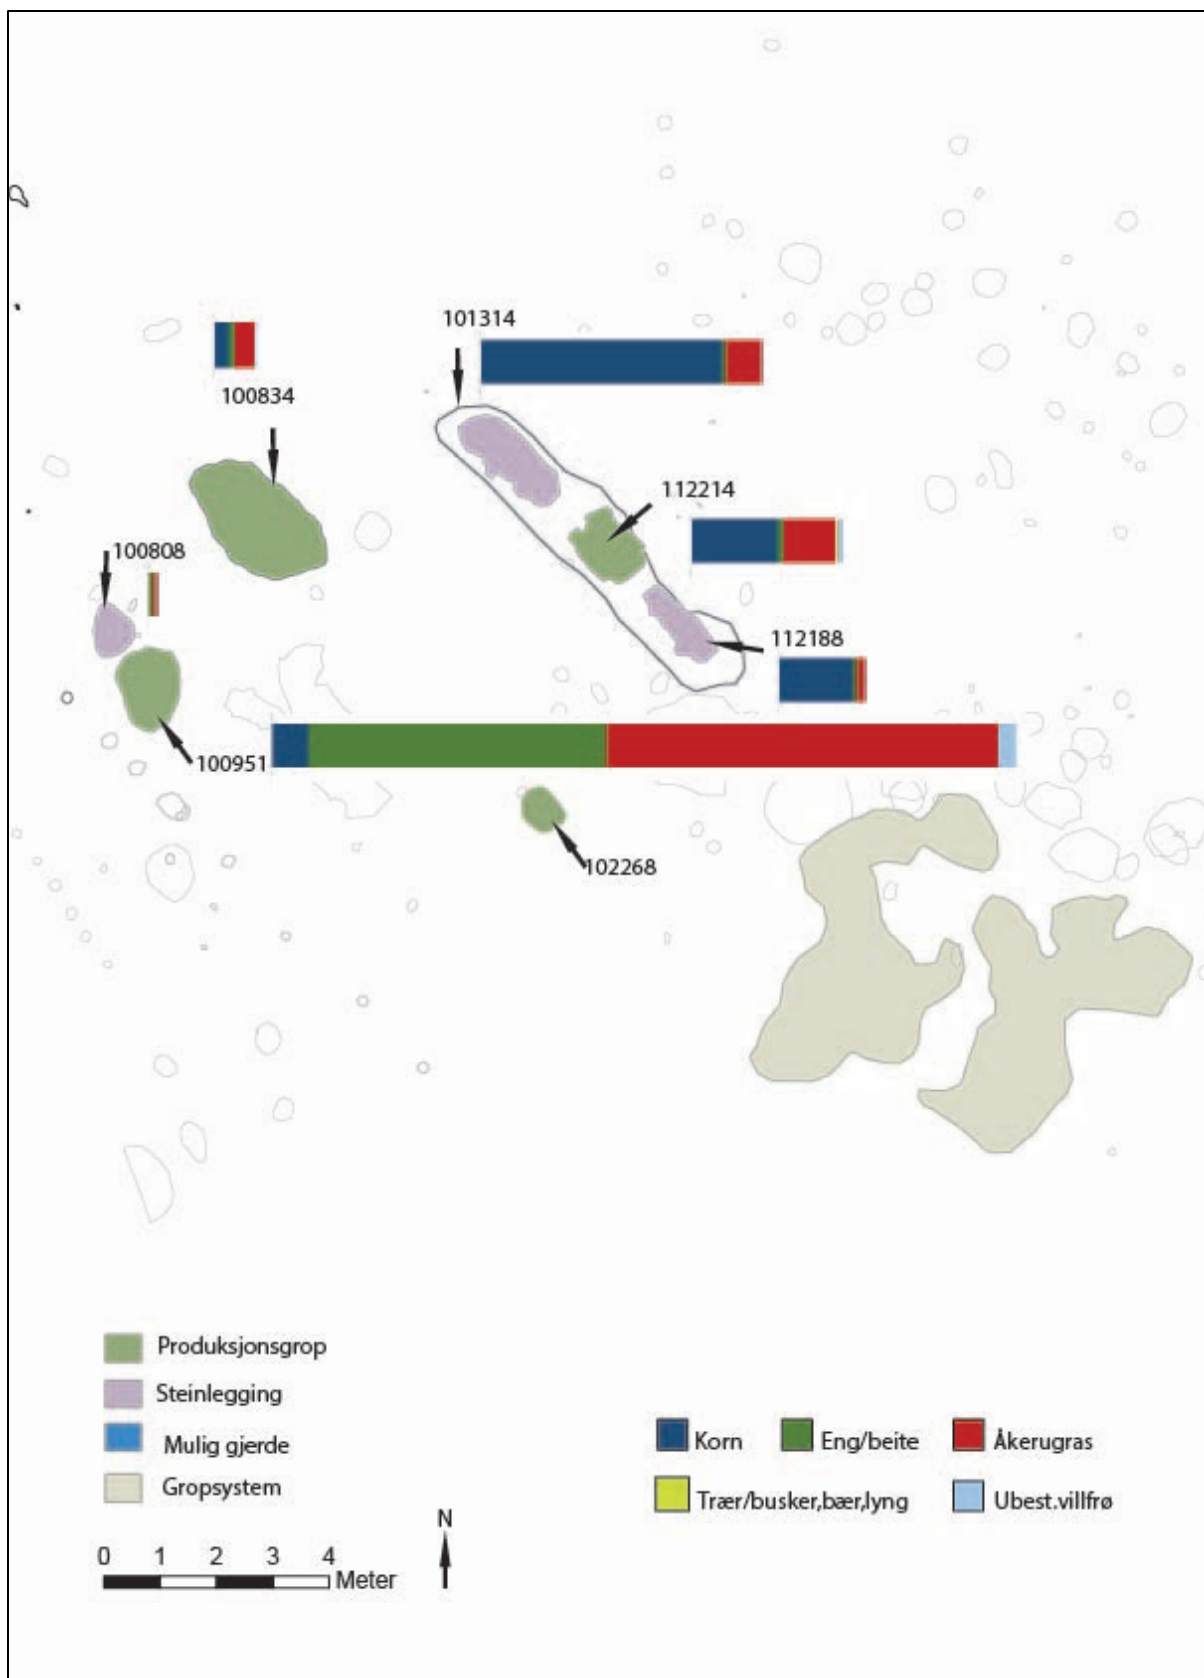 101314
100834
112214
100808
112188
100951
102268
Produksjonsgrop
Steinlegging
Mulig gjerde
Gropsystem
Korn Eng/beite Åkerugras
Trær/busker,bær,lyng Ubest.villfrø
N
0 1 2 3 4
Meter